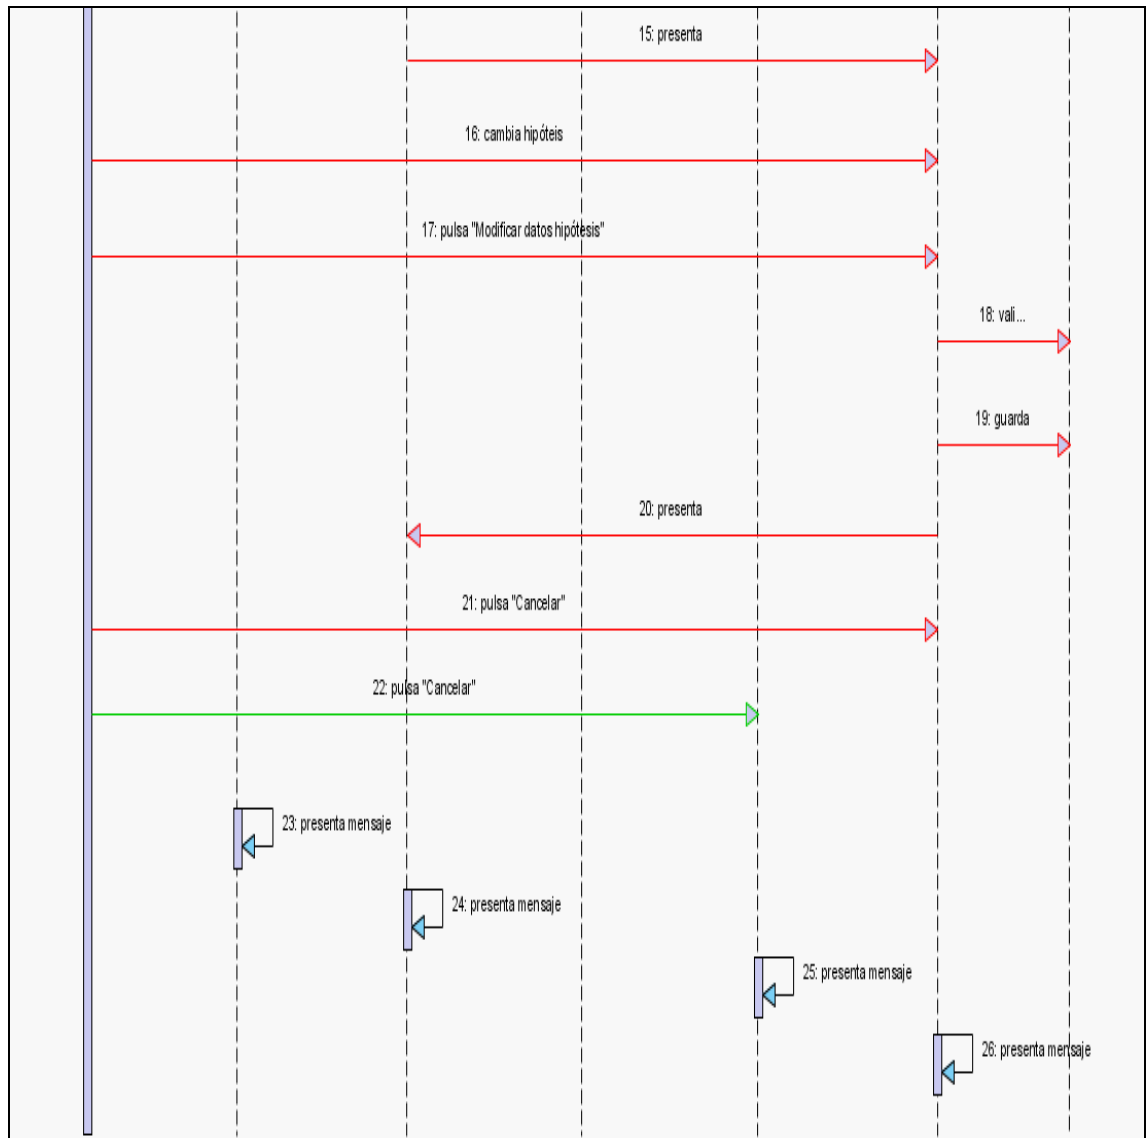 15: presenta
16: cambia hipóteis
17: pulsa "Modificar datos hipótesis"
18: vali...
19: guarda
20: presenta
21: pulsa "Cancelar"
22: pulsa "Cancelar"
23: presenta mensaje
24: presenta mensaje
25: presenta mensaje
26: presenta mensaje